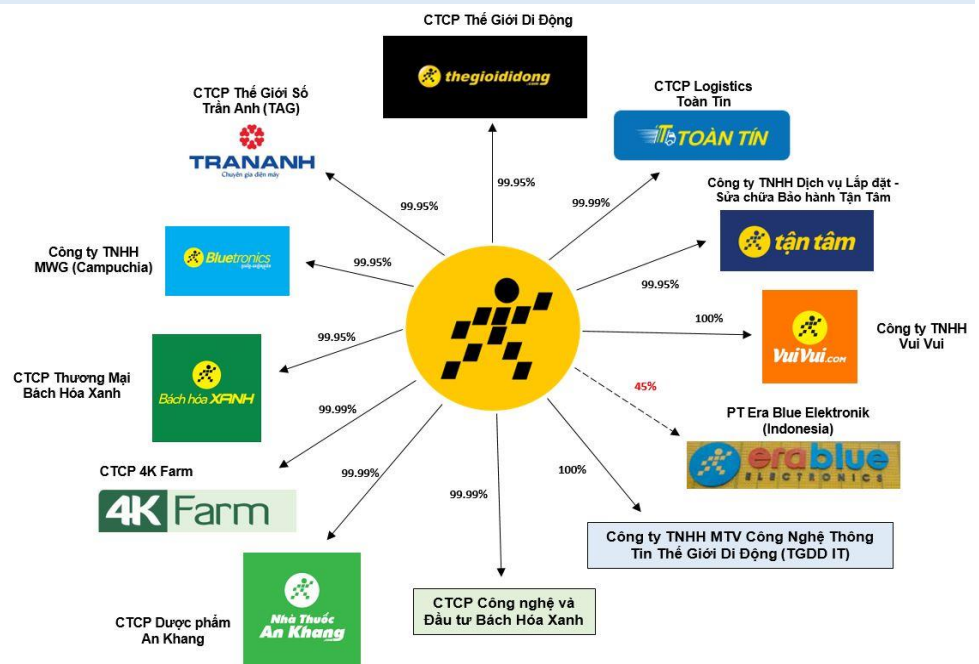 CTCP Thế Giới Di Động
thegioididong
.com
CTCP Thế Giới Số
Trần Anh (TAG)
TRANANH
Chuyên gia điện máy
CTCP Logistics
Toàn Tín
TOÀN TÍN
99.95%
99.95%
99.99%
Công ty TNHH Dịch vụ Lắp đặt -
Sửa chữa Bảo hành Tận Tâm
tận tâm
99.95%
Công ty TNHH
MWG (Campuchia)
Bluetronics
99.95%
100%
VuiVui.COM
Công ty TNHH
Vui Vui
99.95%
CTCP Thương Mại
Bách Hóa Xanh
Bách hóa XANH
45%
PT Era Blue Elektronik
(Indonesia)
erablue
ELECTRONICS
99.99%
CTCP 4K Farm
4K Farm
99.99%
99.99%
100%
Công ty TNHH MTV Công Nghệ Thông
Tin Thế Giới Di Động (TGDD IT)
CTCP Công nghệ và
Đầu tư Bách Hóa Xanh
CTCP Dược phẩm
An Khang
Nhà Thuốc
An Khang